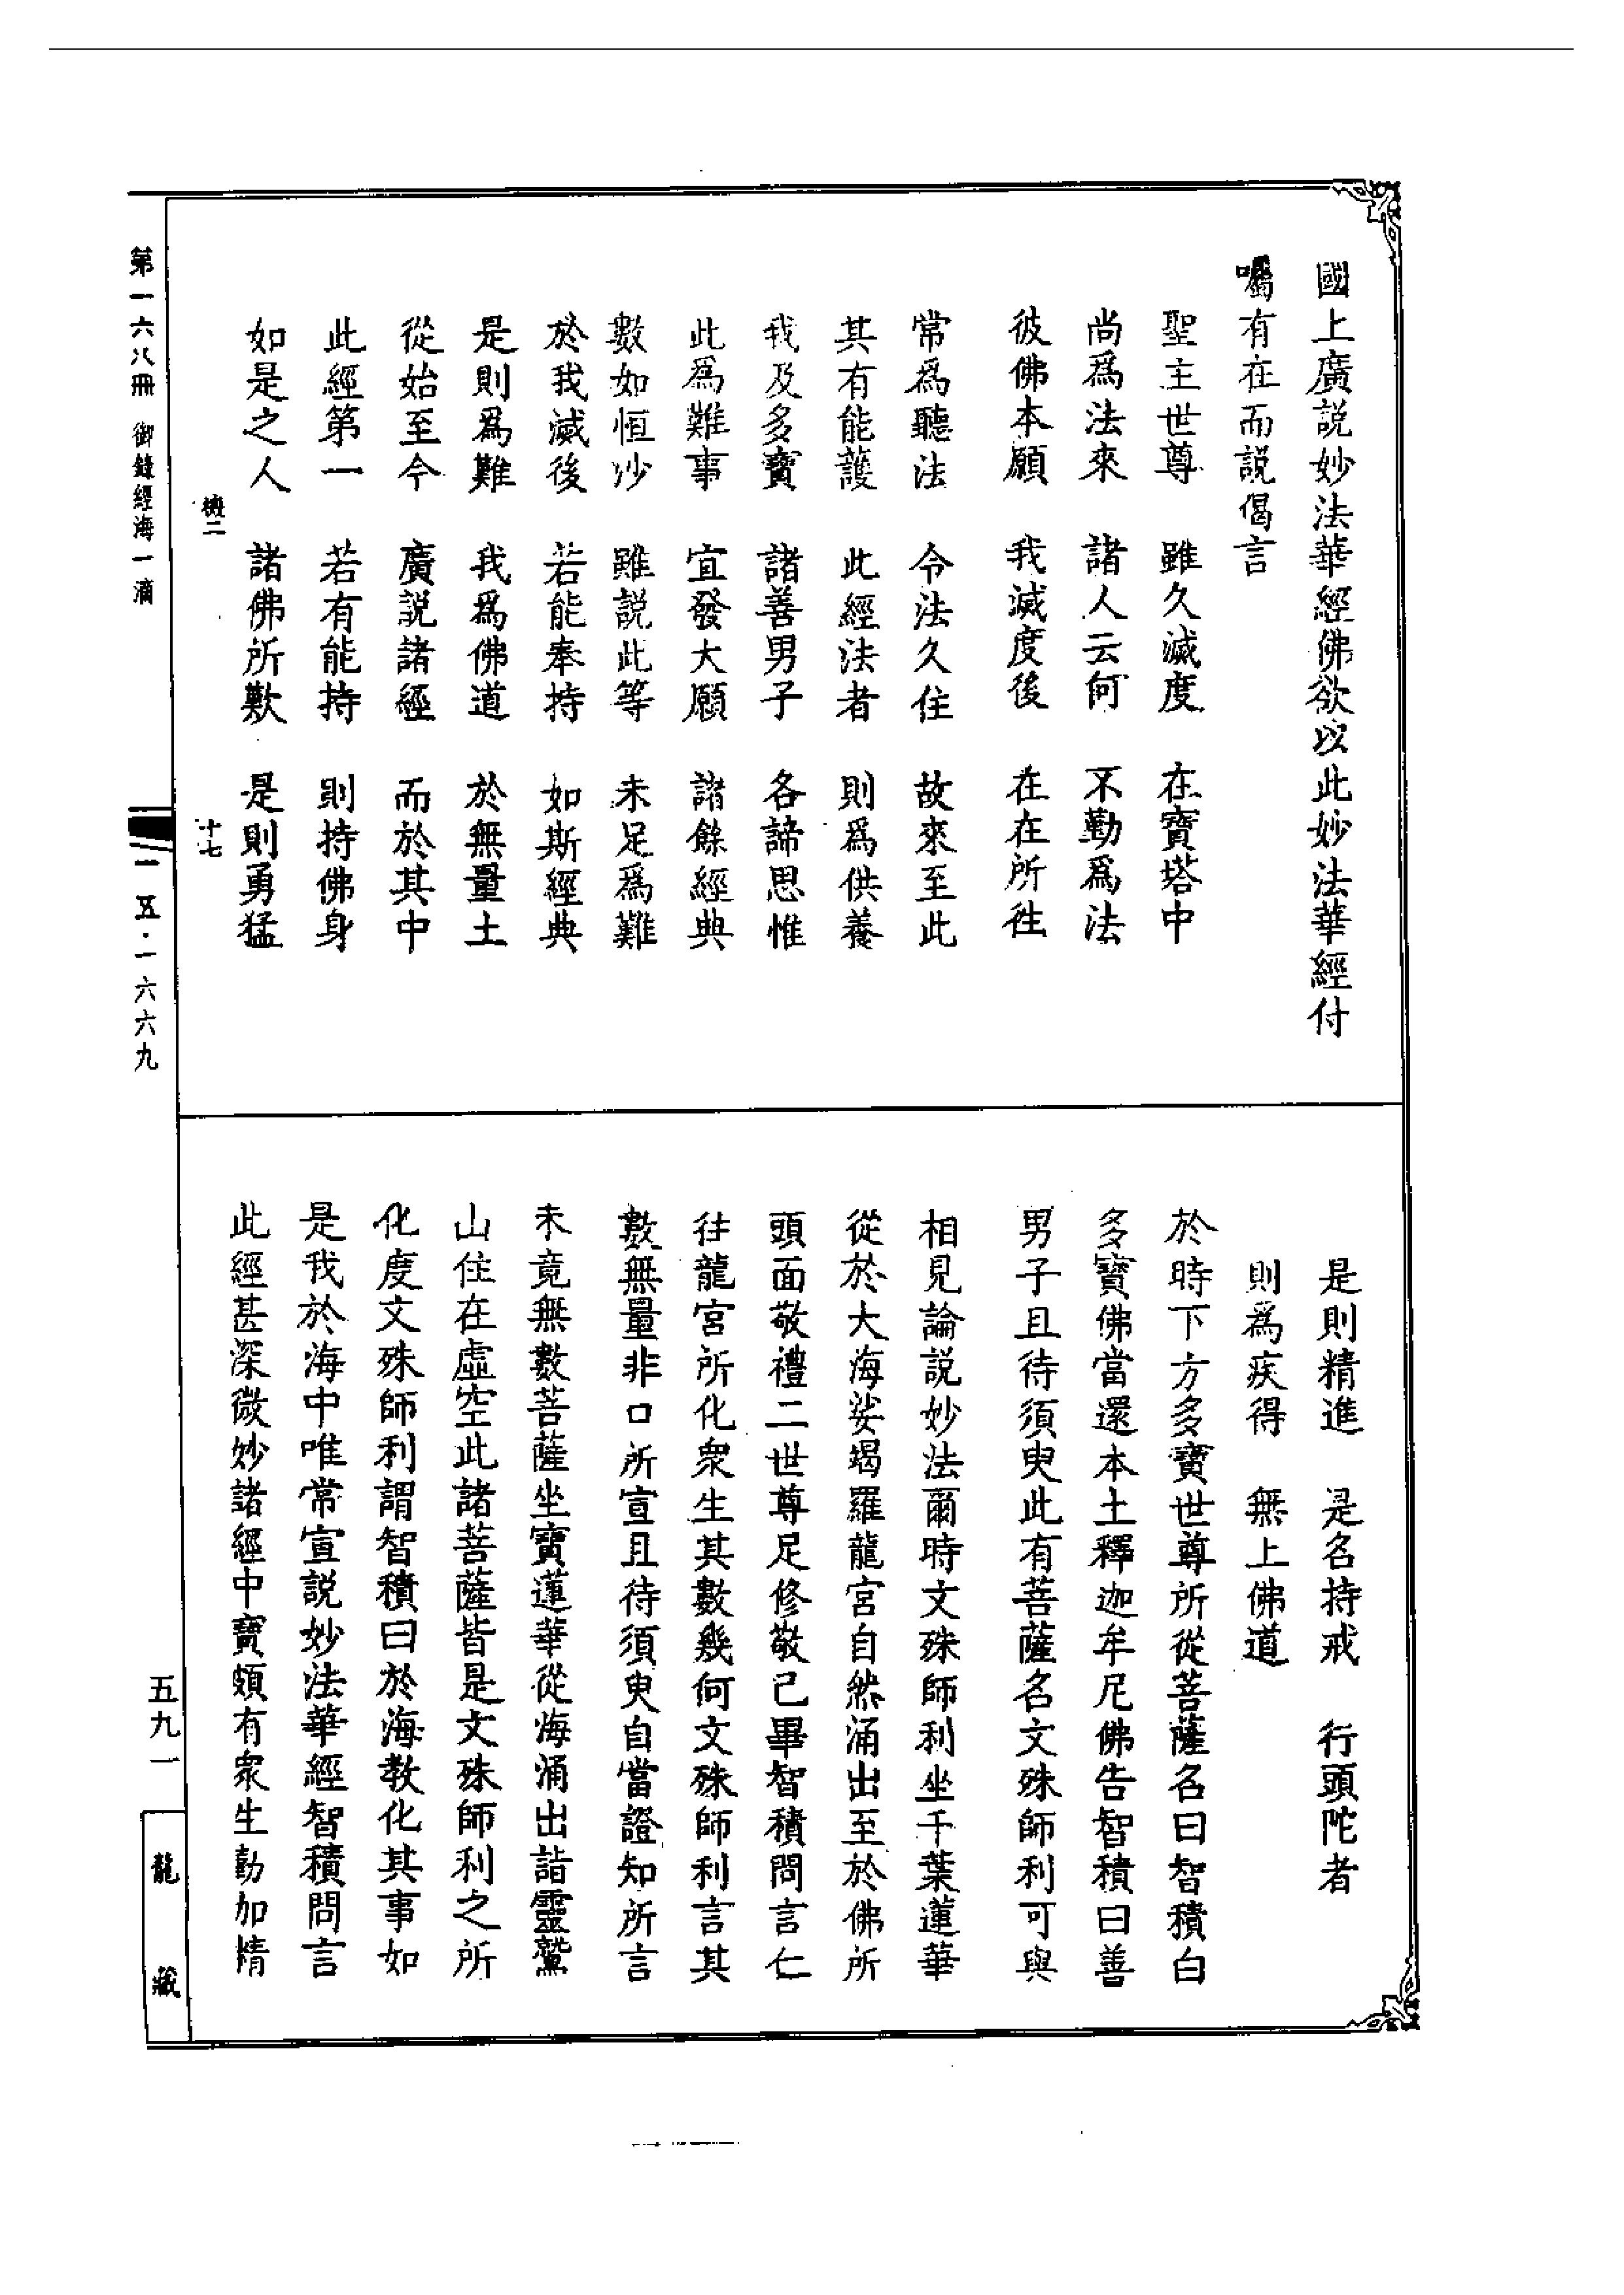 國上廣説妙法華經佛欲以此妙法華經付
囑有在而説偈言
聖主世尊　雖久滅度　在寶塔中
尚爲法來　諸人云何　不勤爲法
彼佛本願　我滅度後　在在所往
常爲聽法　令法久住　故來至此
其有能護　此經法者　則爲供養
我及多寶　諸善男子　各諦思惟
此爲難事　宜發大願　諸餘經典
數如恒沙　雖説此等　未足爲難
於我滅後　若能奉持　如斯經典
是則爲難　我爲佛道　於無量土
從始至今　廣説諸經　而於其中
此經第一　若有能持　則持佛身
如是之人　諸佛所歎　是則勇猛
機二　十七
是則精進　是名持戒　行頭陀者
則爲疾得　無上佛道
於時下方多寶世尊所從菩薩名曰智積白
多寶佛當還本土釋迦牟尼佛告智積曰善
男子且待須臾此有菩薩名文殊師利可與
相見論説妙法爾時文殊師利坐千葉蓮華
從於大海娑竭羅龍宮自然涌出至於佛所
頭面敬禮二世尊足修敬已畢智積問言仁
往龍宮所化衆生其數幾何文殊師利言其
數無量非口所宣且待須臾自當證知所言
未竟無數菩薩坐寶蓮華從海涌出詣靈鷲
山住在虛空此諸菩薩皆是文殊師利之所
化度文殊師利謂智積曰於海教化其事如
是我於海中唯常宣説妙法華經智積問言
此經甚深微妙諸經中寶頗有衆生勤加精
第一六八冊　御錄經海一滴
一五·一六六九
五九一
龍藏